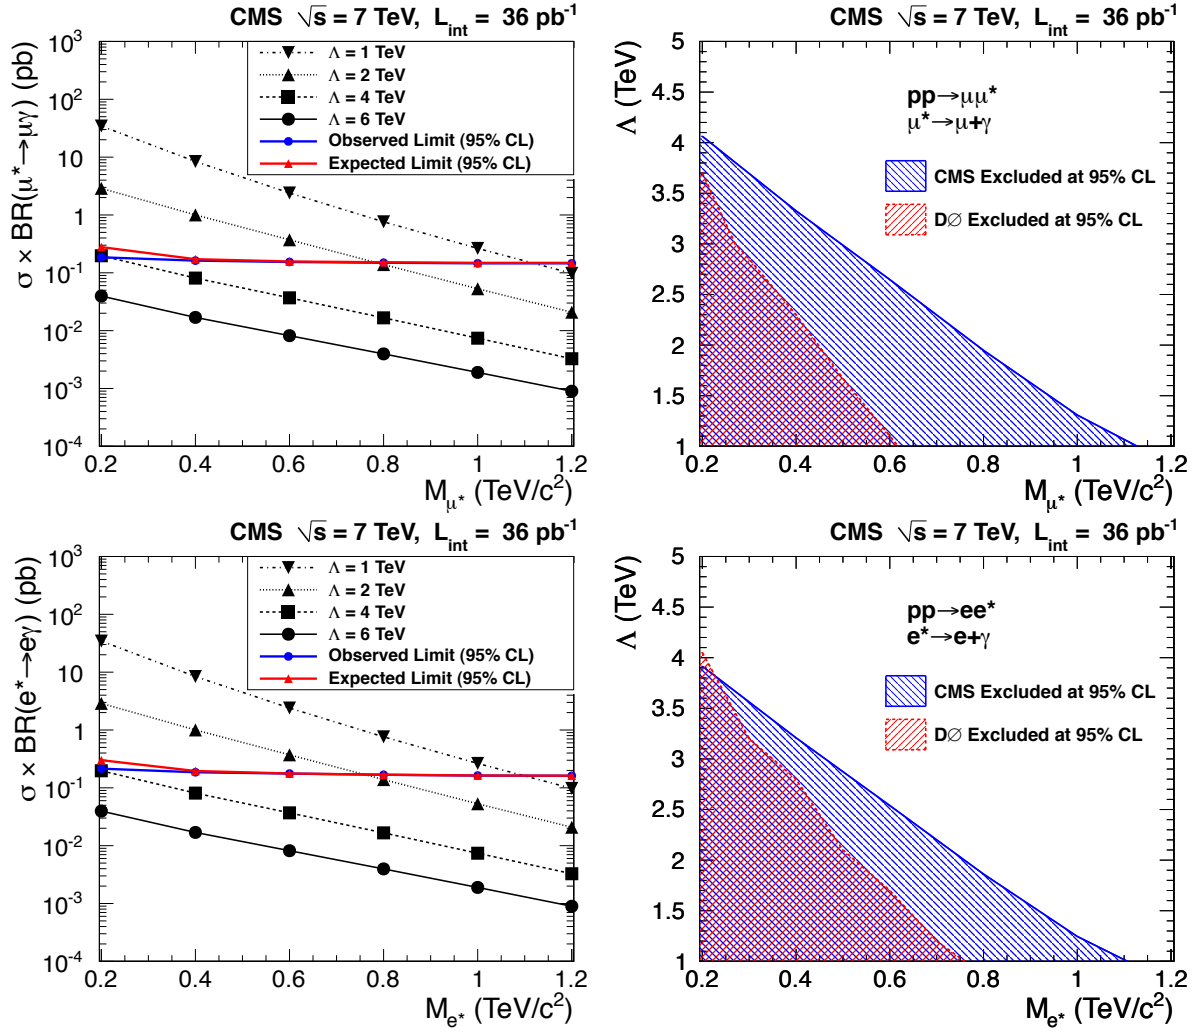 CMS √s = 7 TeV, L_int = 36 pb⁻¹
σ × BR(μ*→μγ) (pb)
10³
10²
10
1
10⁻¹
10⁻²
10⁻³
10⁻⁴
Λ = 1 TeV
Λ = 2 TeV
Λ = 4 TeV
Λ = 6 TeV
Observed Limit (95% CL)
Expected Limit (95% CL)
0.2 0.4 0.6 0.8 1 1.2
M_μ* (TeV/c²)
CMS √s = 7 TeV, L_int = 36 pb⁻¹
Λ (TeV)
5
4.5
4
3.5
3
2.5
2
1.5
1
pp→μμ*
μ*→μ+γ
CMS Excluded at 95% CL
DØ Excluded at 95% CL
0.2 0.4 0.6 0.8 1 1.2
M_μ* (TeV/c²)
CMS √s = 7 TeV, L_int = 36 pb⁻¹
σ × BR(e*→eγ) (pb)
10³
10²
10
1
10⁻¹
10⁻²
10⁻³
10⁻⁴
Λ = 1 TeV
Λ = 2 TeV
Λ = 4 TeV
Λ = 6 TeV
Observed Limit (95% CL)
Expected Limit (95% CL)
0.2 0.4 0.6 0.8 1 1.2
M_e* (TeV/c²)
CMS √s = 7 TeV, L_int = 36 pb⁻¹
Λ (TeV)
5
4.5
4
3.5
3
2.5
2
1.5
1
pp→ee*
e*→e+γ
CMS Excluded at 95% CL
DØ Excluded at 95% CL
0.2 0.4 0.6 0.8 1 1.2
M_e* (TeV/c²)